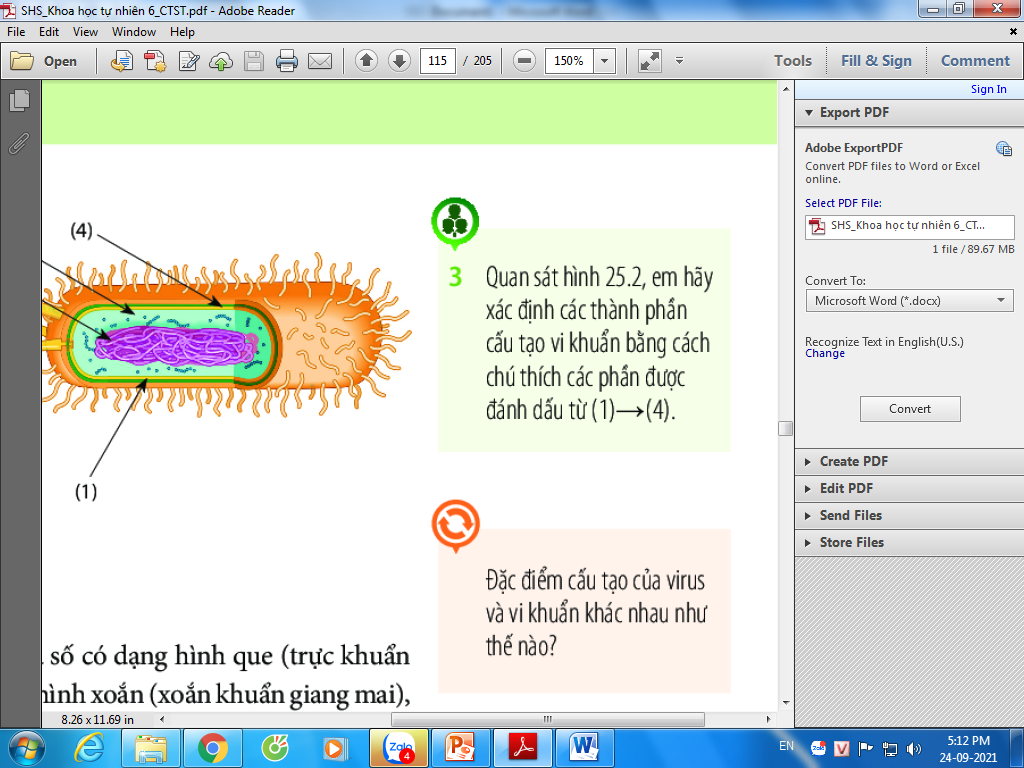 SHS_Khoa học tự nhiên 6_CTST.pdf - Adobe Reader
File Edit View Window Help
Open 115 / 205 150% Tools Fill & Sign Comment
Sign In
Export PDF
Adobe ExportPDF
Convert PDF files to Word or Excel
online.
Select PDF File:
SHS_Khoa học tự nhiên 6_CT...
1 file / 89.67 MB
Convert To:
Microsoft Word (*.docx)
Recognize Text in English(U.S.)
Change
Convert
Create PDF
Edit PDF
Send Files
Store Files
(4)
(1)
3 Quan sát hình 25.2, em hãy
xác định các thành phần
cấu tạo vi khuẩn bằng cách
chú thích các phần được
đánh dấu từ (1)→(4).
Đặc điểm cấu tạo của virus
và vi khuẩn khác nhau như
thế nào?
số có dạng hình que (trực khuẩn
hình xoắn (xoắn khuẩn giang mai),
8.26 x 11.69 in
Zalo 4
EN
5:12 PM
24-09-2021